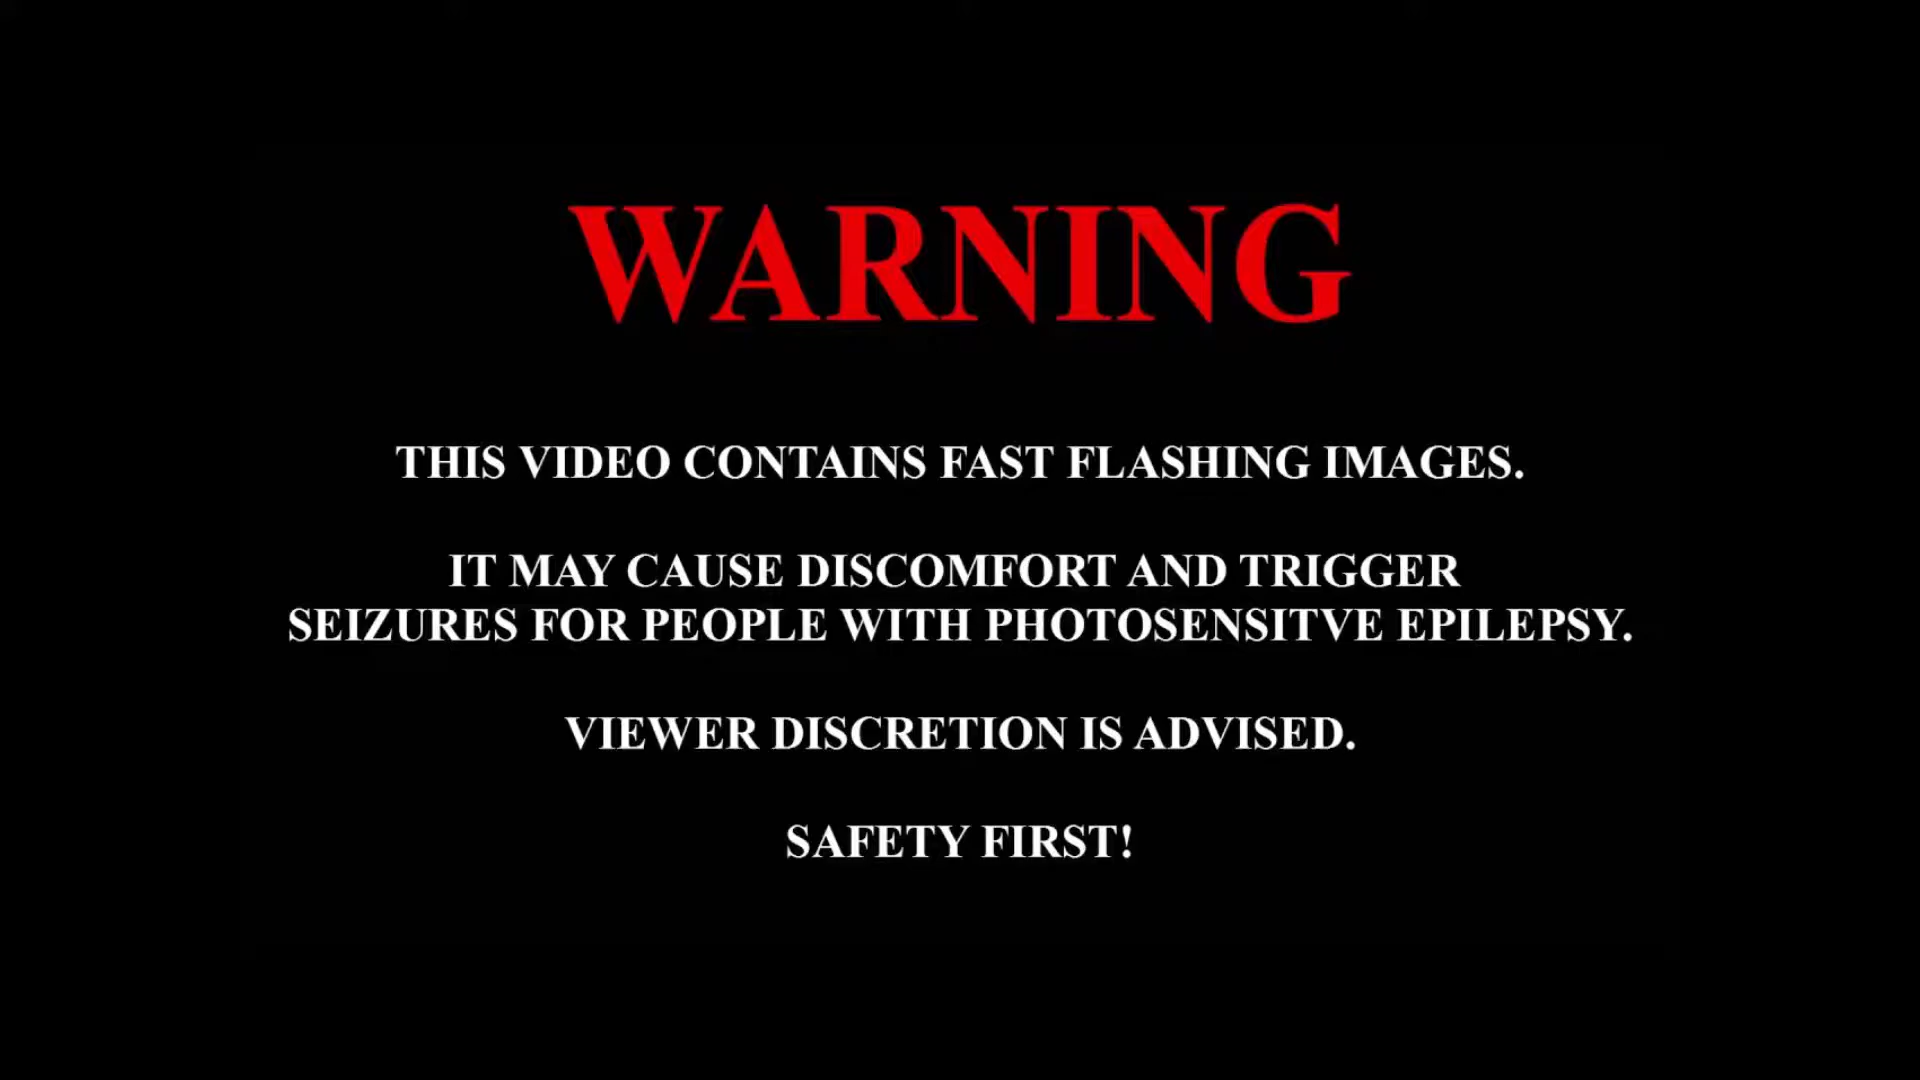 WARNING
THIS VIDEO CONTAINS FAST FLASHING IMAGES.
IT MAY CAUSE DISCOMFORT AND TRIGGER
SEIZURES FOR PEOPLE WITH PHOTOSENSITVE EPILEPSY.
VIEWER DISCRETION IS ADVISED.
SAFETY FIRST!